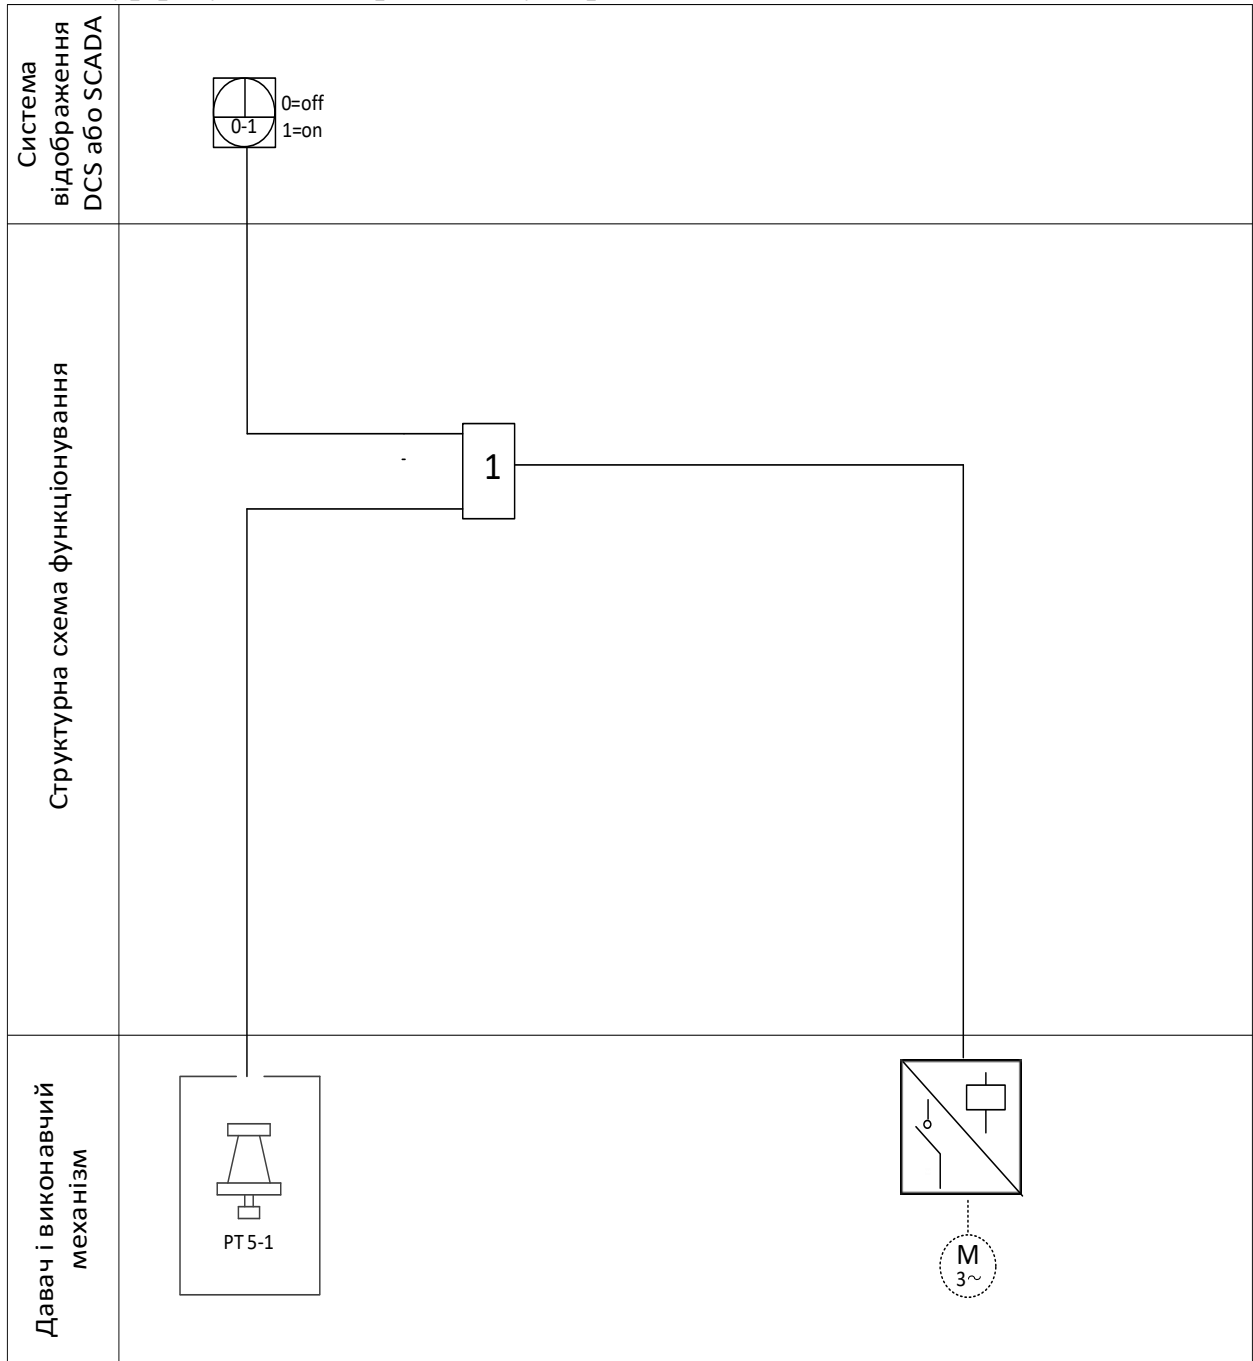 Система
відображення
DCS або SCADA
0-1
0=off
1=on
Структурна схема функціонування
-
1
Давач і виконавчий
механізм
PT 5-1
M
3~